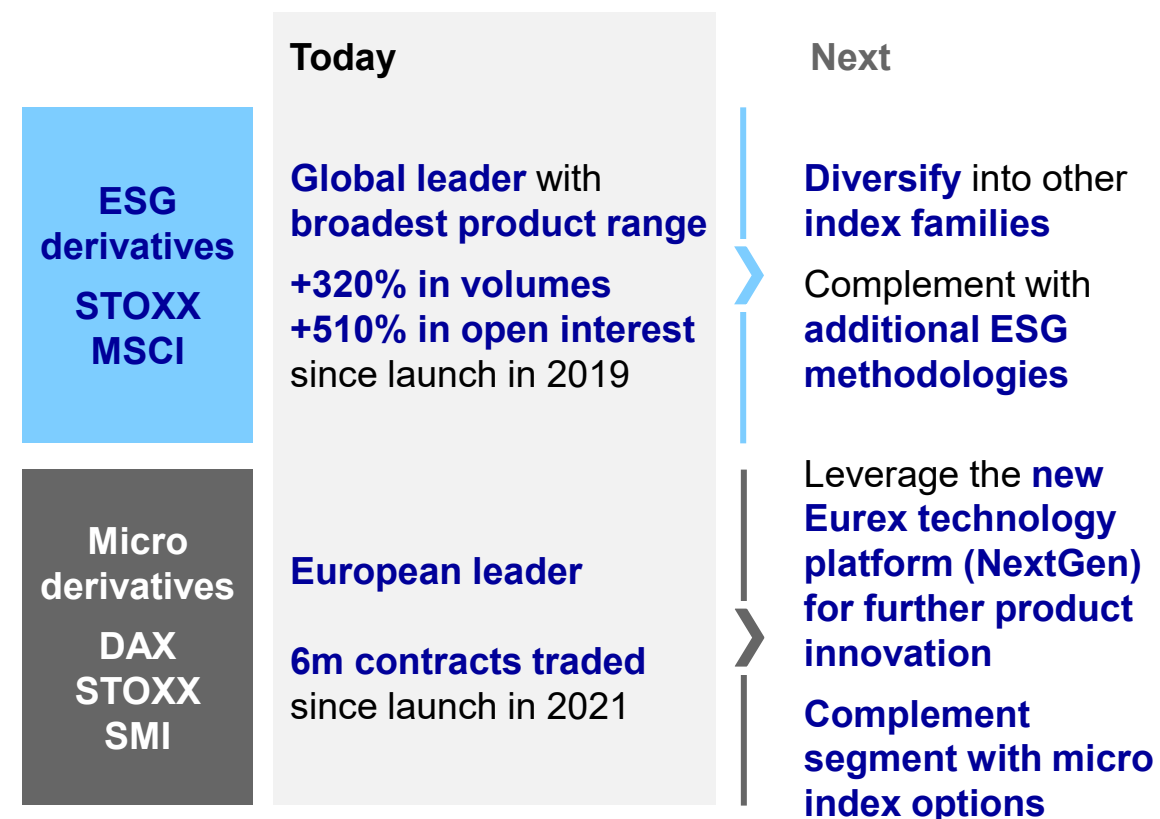 Today
Next
ESG
derivatives
STOXX
MSCI
Global leader with
broadest product range
+320% in volumes
+510% in open interest
since launch in 2019
Diversify into other
index families
Complement with
additional ESG
methodologies
Micro
derivatives
DAX
STOXX
SMI
European leader
6m contracts traded
since launch in 2021
Leverage the new
Eurex technology
platform (NextGen)
for further product
innovation
Complement
segment with micro
index options